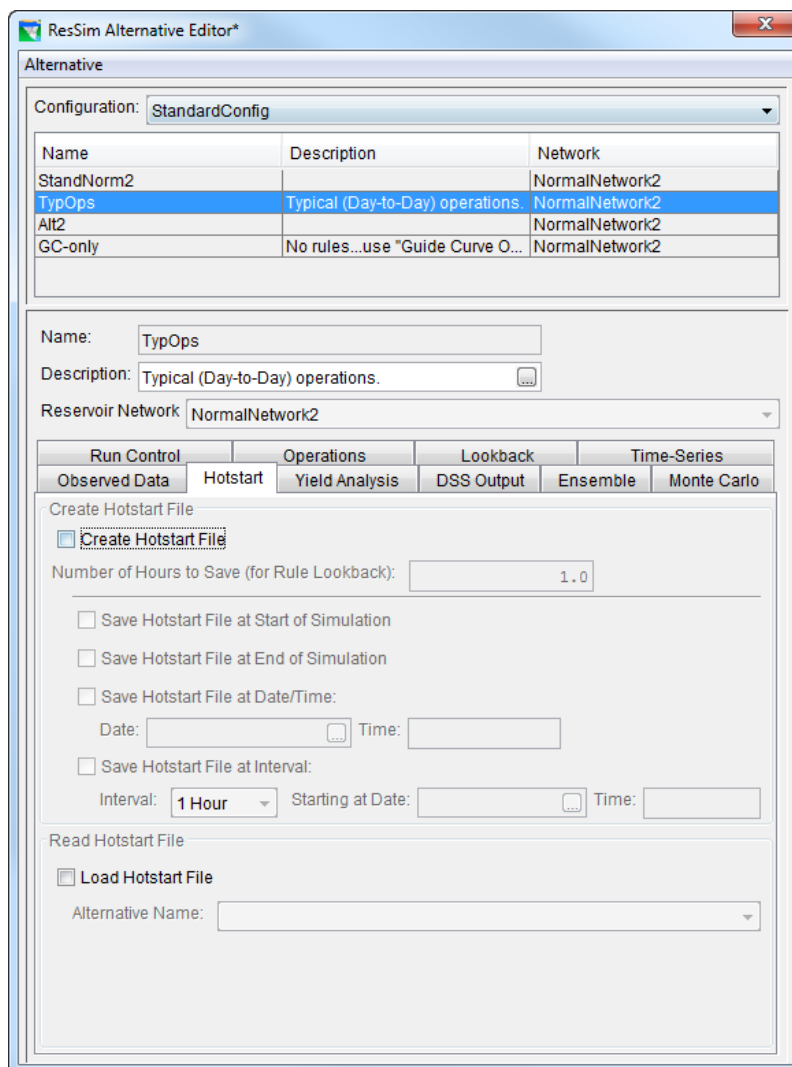 ResSim Alternative Editor*
Alternative
Configuration: StandardConfig
Name Description Network
StandNorm2 NormalNetwork2
TypOps Typical (Day-to-Day) operations. NormalNetwork2
Alt2 NormalNetwork2
GC-only No rules...use "Guide Curve O... NormalNetwork2
Name: TypOps
Description: Typical (Day-to-Day) operations. ...
Reservoir Network NormalNetwork2
Run Control Operations Lookback Time-Series
Observed Data Hotstart Yield Analysis DSS Output Ensemble Monte Carlo
Create Hotstart File
Create Hotstart File
Number of Hours to Save (for Rule Lookback): 1.0
Save Hotstart File at Start of Simulation
Save Hotstart File at End of Simulation
Save Hotstart File at Date/Time:
Date: ... Time:
Save Hotstart File at Interval:
Interval: 1 Hour Starting at Date: ... Time:
Read Hotstart File
Load Hotstart File
Alternative Name: